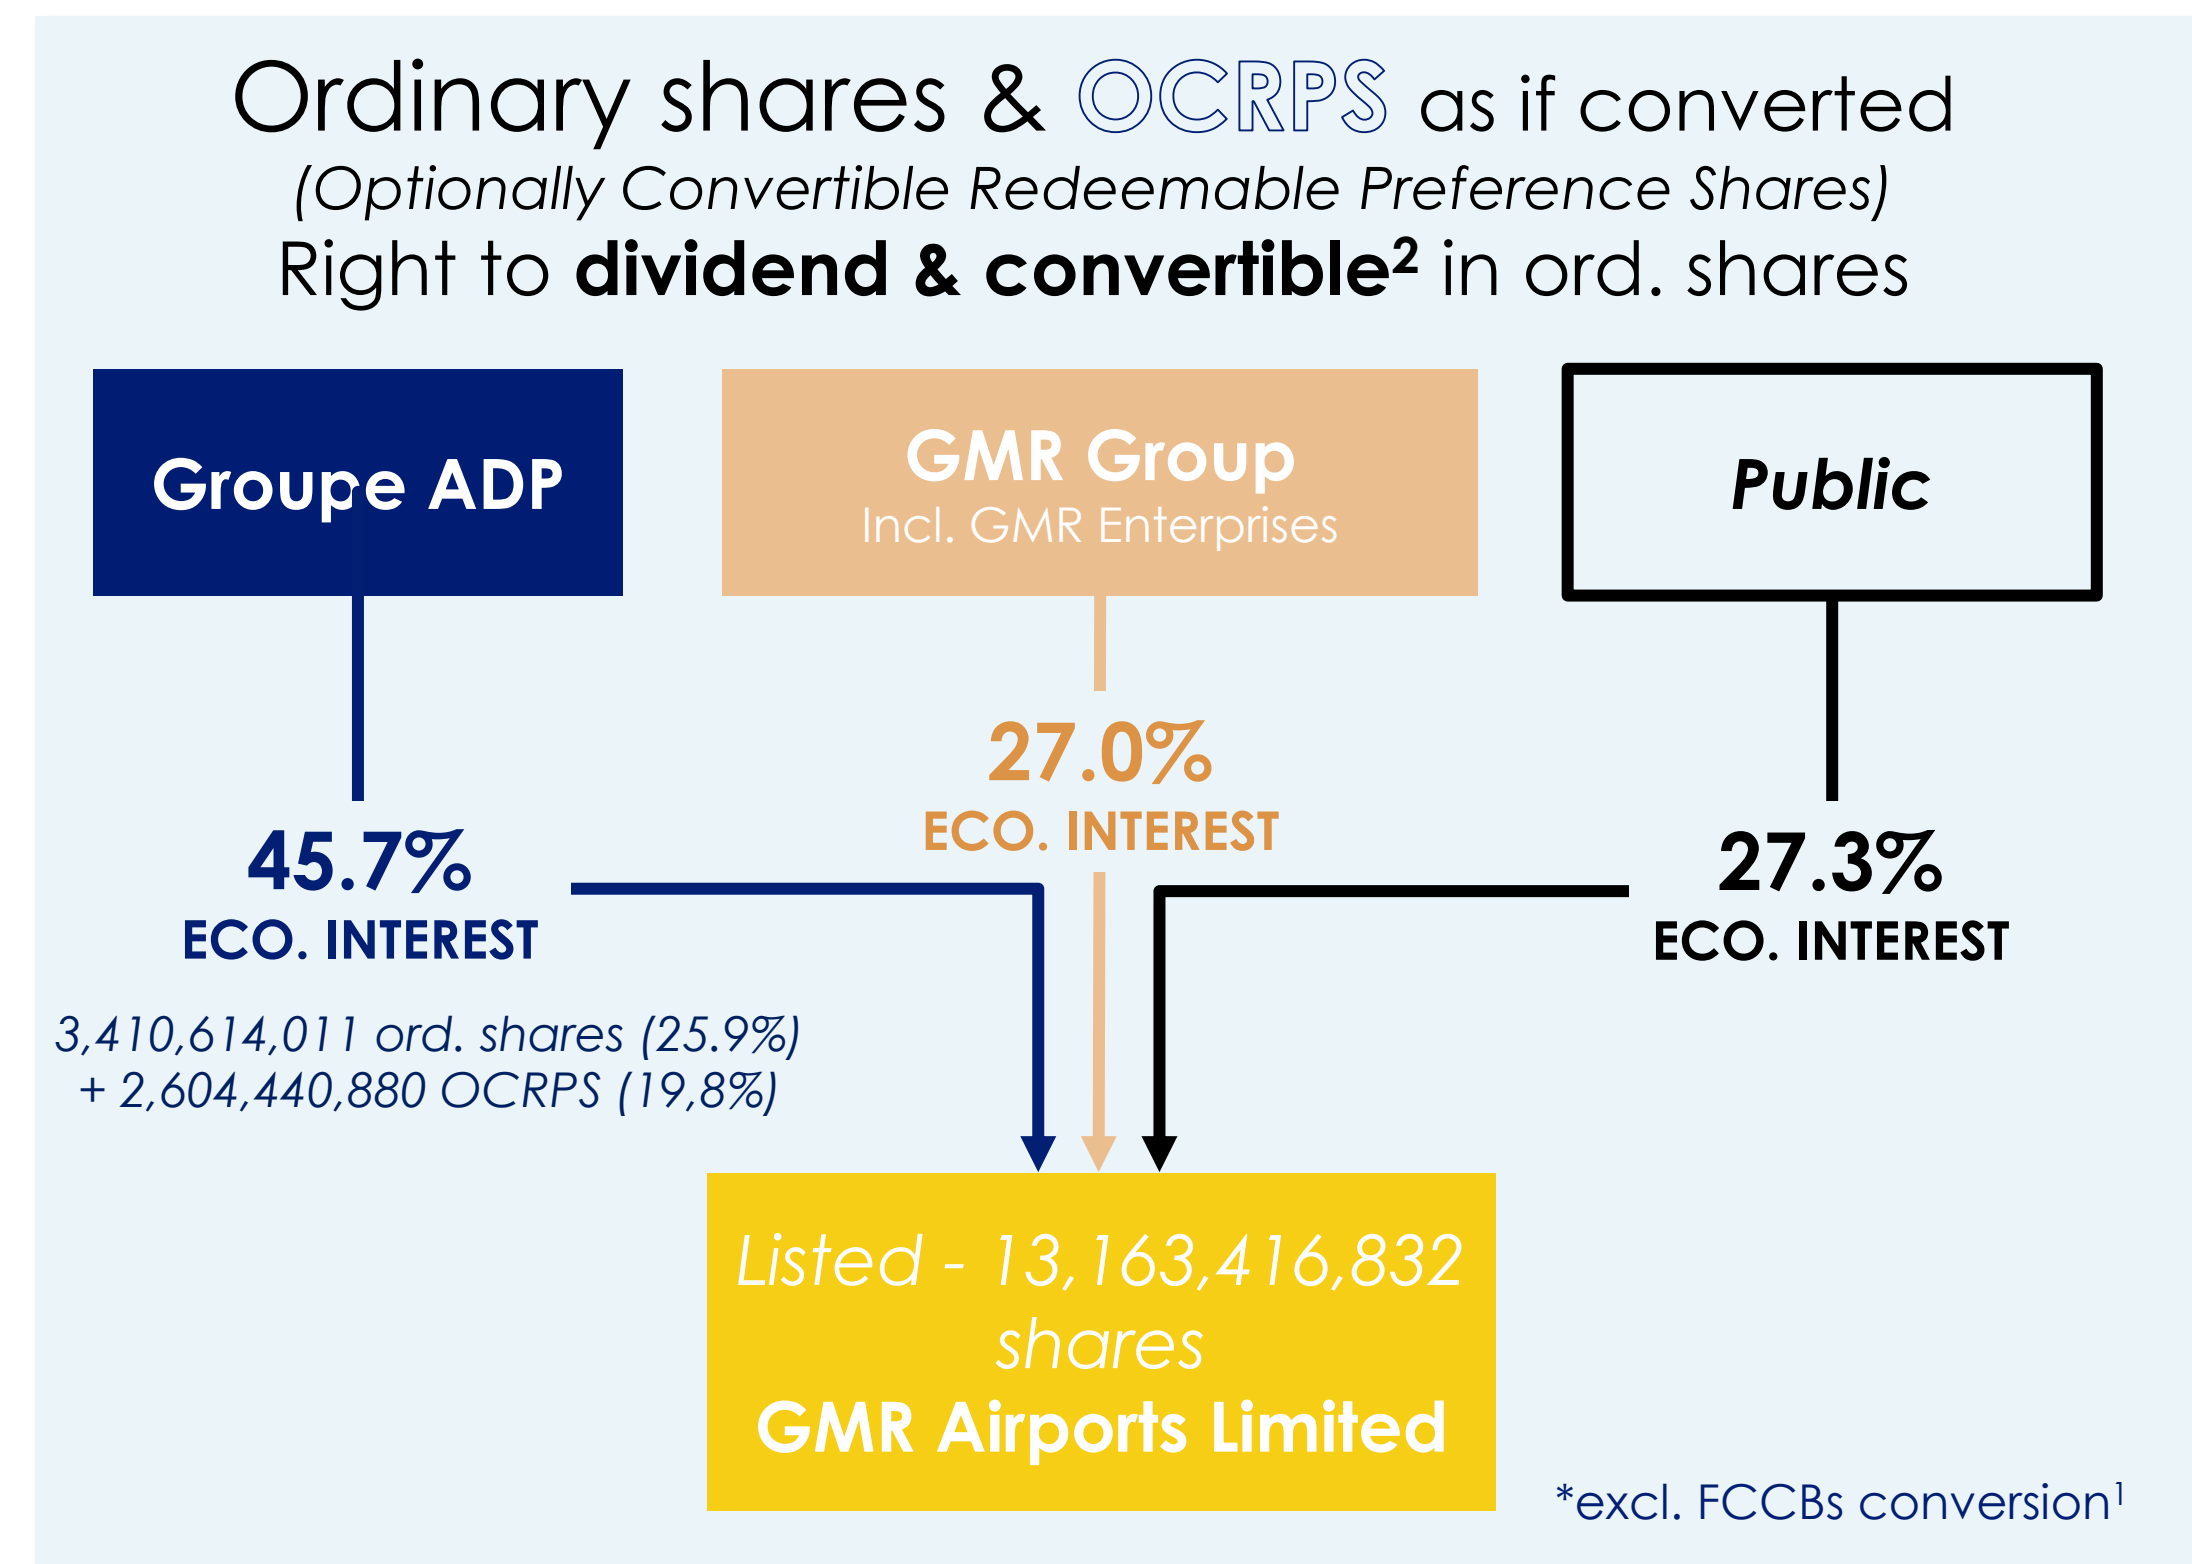 Ordinary shares & OCRPS as if converted
(Optionally Convertible Redeemable Preference Shares)
Right to dividend & convertible² in ord. shares
Groupe ADP
GMR Group
Incl. GMR Enterprises
Public
27.0%
ECO. INTEREST
45.7%
ECO. INTEREST
27.3%
ECO. INTEREST
3,410,614,011 ord. shares (25.9%)
+ 2,604,440,880 OCRPS (19,8%)
Listed - 13,163,416,832
shares
GMR Airports Limited
*excl. FCCBs conversion¹